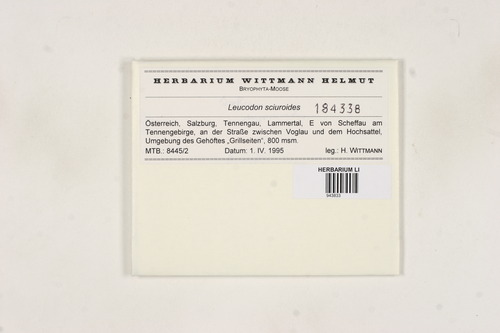 HERBARIUM WITTMANN HELMUT
BRYOPHYTA-MOOSE
Leucodon sciuroides 184338
Österreich, Salzburg, Tennengau, Lammertal, E von Scheffau am
Tennengebirge, an der Straße zwischen Voglau und dem Hochsattel,
Umgebung des Gehöftes „Grillseiten“, 800 msm.
MTB.: 8445/2 Datum: 1. IV. 1995 leg.: H. WITTMANN
HERBARIUM LI